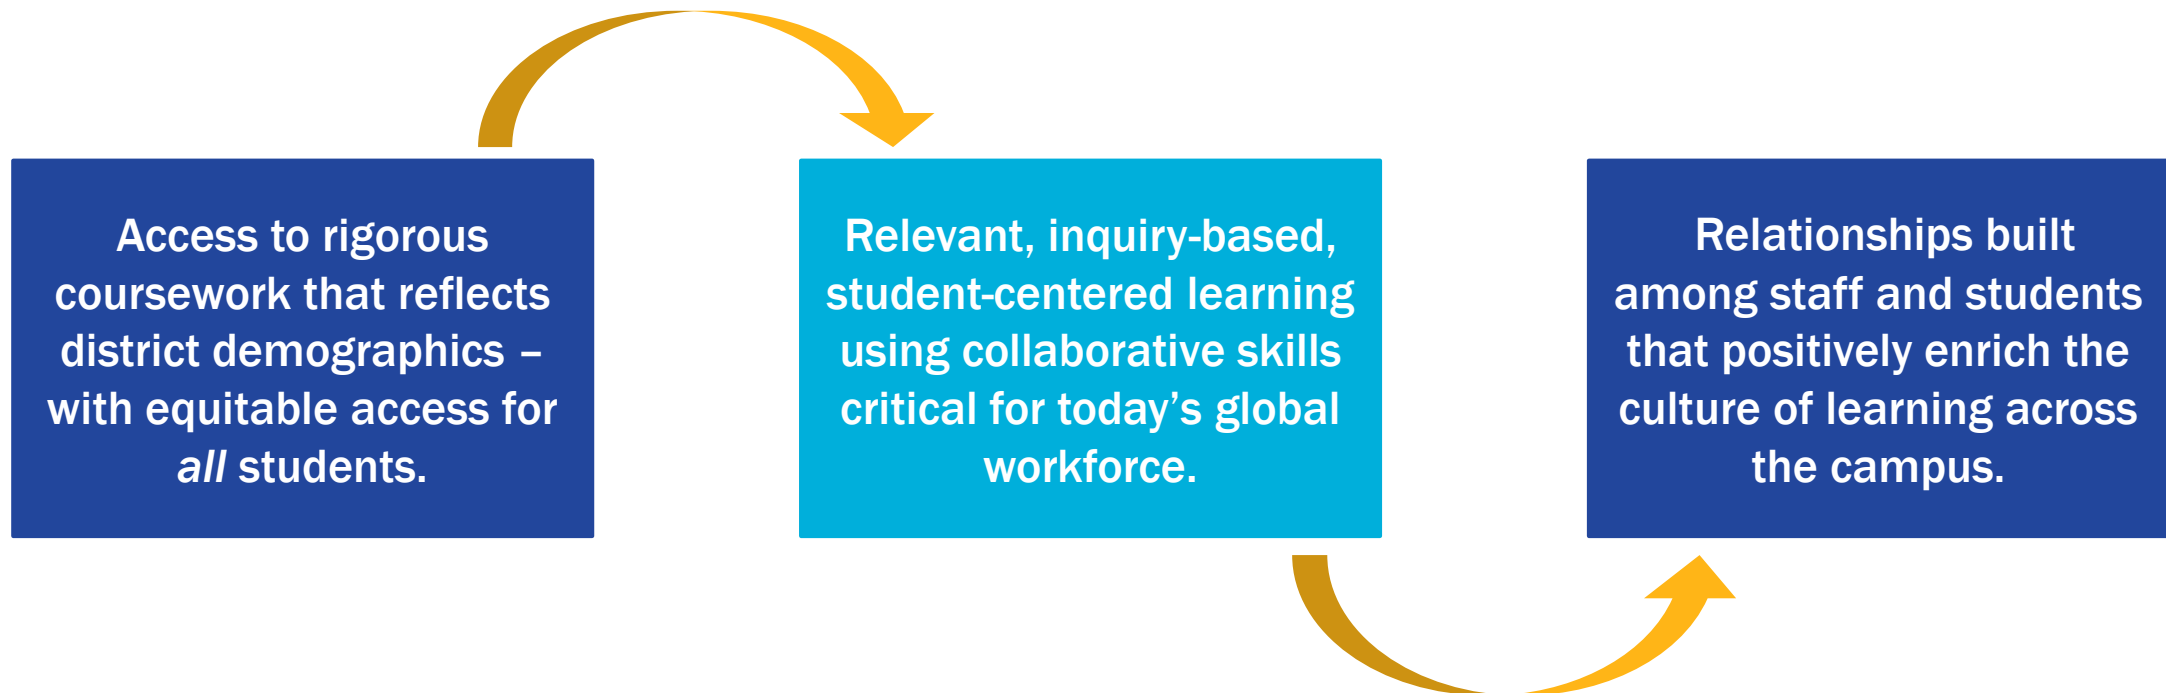 Access to rigorous
coursework that reflects
district demographics –
with equitable access for
all students.
Relevant, inquiry-based,
student-centered learning
using collaborative skills
critical for today’s global
workforce.
Relationships built
among staff and students
that positively enrich the
culture of learning across
the campus.